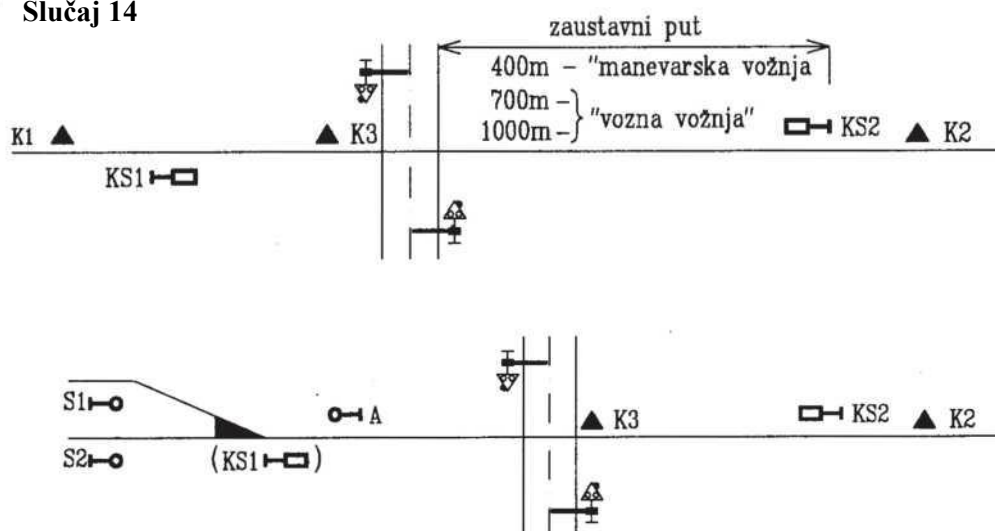 Slučaj 14
zaustavni put
400m – "manevarska vožnja
700m –
1000m –
"vozna vožnja"
K1
K3
KS2
K2
KS1
S1
A
K3
KS2
K2
S2
(KS1)